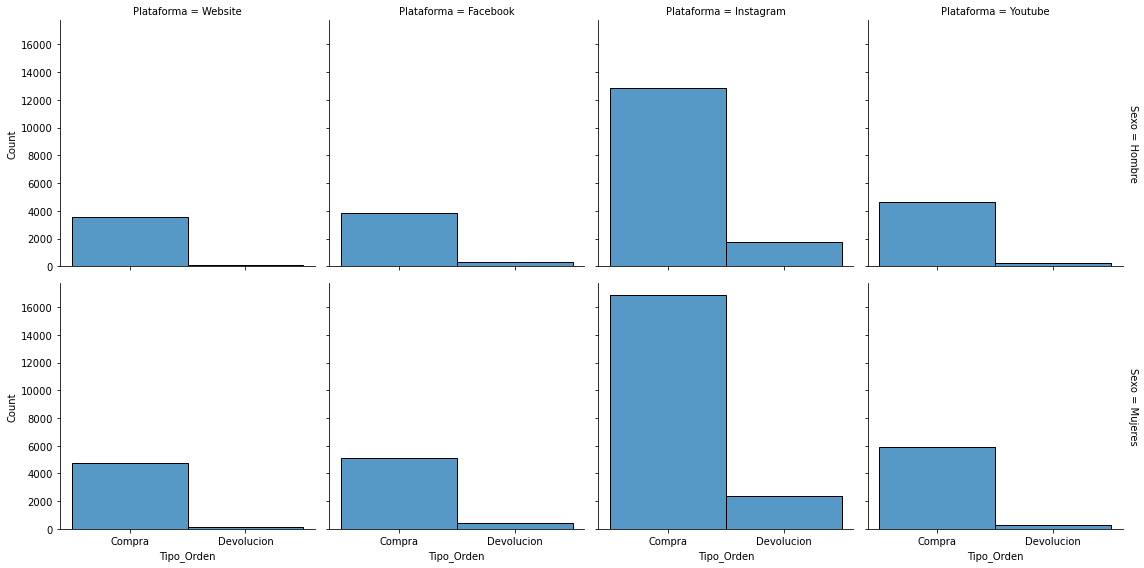 Plataforma = Website
Plataforma = Facebook
Plataforma = Instagram
Plataforma = Youtube
16000
14000
12000
10000
8000
6000
4000
2000
0
Count
Sexo = Hombre
16000
14000
12000
10000
8000
6000
4000
2000
0
Count
Sexo = Mujeres
Compra Devolucion
Compra Devolucion
Compra Devolucion
Compra Devolucion
Tipo_Orden
Tipo_Orden
Tipo_Orden
Tipo_Orden